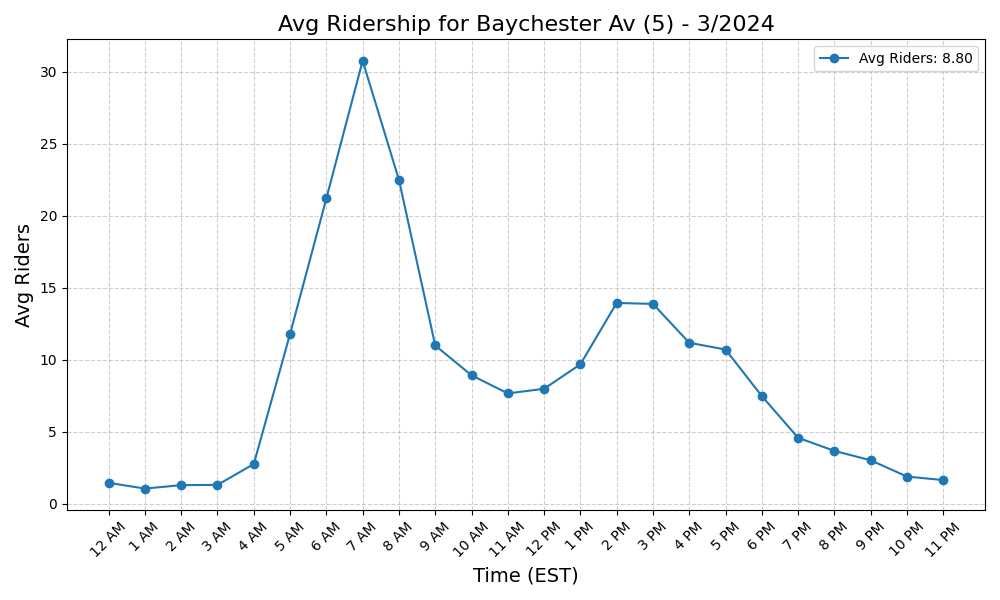 Avg Ridership for Baychester Av (5) - 3/2024
Avg Riders: 8.80
Avg Riders
30
25
20
15
10
5
0
12 AM
1 AM
2 AM
3 AM
4 AM
5 AM
6 AM
7 AM
8 AM
9 AM
10 AM
11 AM
12 PM
1 PM
2 PM
3 PM
4 PM
5 PM
6 PM
7 PM
8 PM
9 PM
10 PM
11 PM
Time (EST)